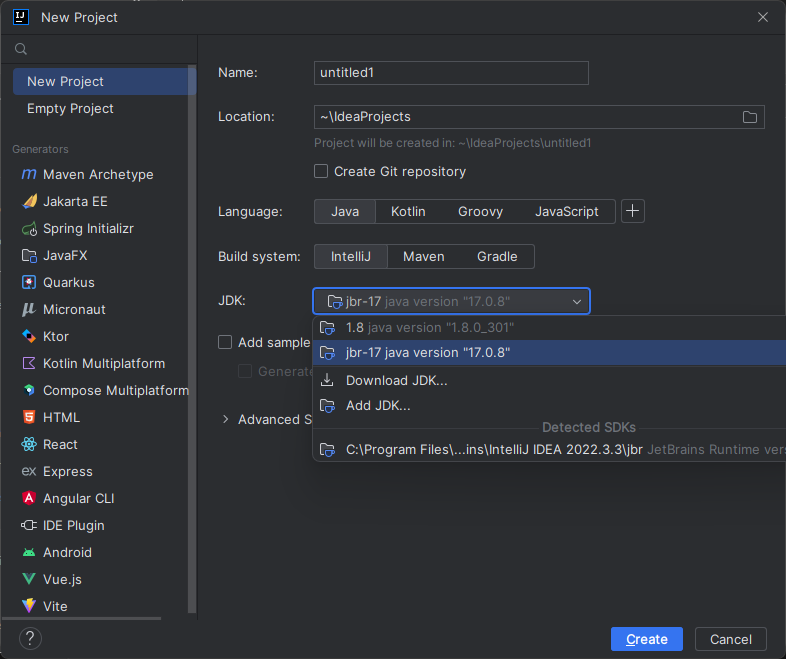 New Project
New Project
Empty Project
Generators
Maven Archetype
Jakarta EE
Spring Initializr
JavaFX
Quarkus
Micronaut
Ktor
Kotlin Multiplatform
Compose Multiplatform
HTML
React
ex Express
Angular CLI
IDE Plugin
Android
Vue.js
Vite
?
Name: untitled1
Location: ~\IdeaProjects
Project will be created in: ~\IdeaProjects\untitled1
Create Git repository
Language: Java Kotlin Groovy JavaScript +
Build system: IntelliJ Maven Gradle
JDK: jbr-17 java version "17.0.8"
1.8 java version "1.8.0_301"
jbr-17 java version "17.0.8"
Download JDK...
Add JDK...
Detected SDKs
C:\Program Files\...ins\IntelliJ IDEA 2022.3.3\jbr JetBrains Runtime ver
Add sample
Generate
Advanced S
Create Cancel